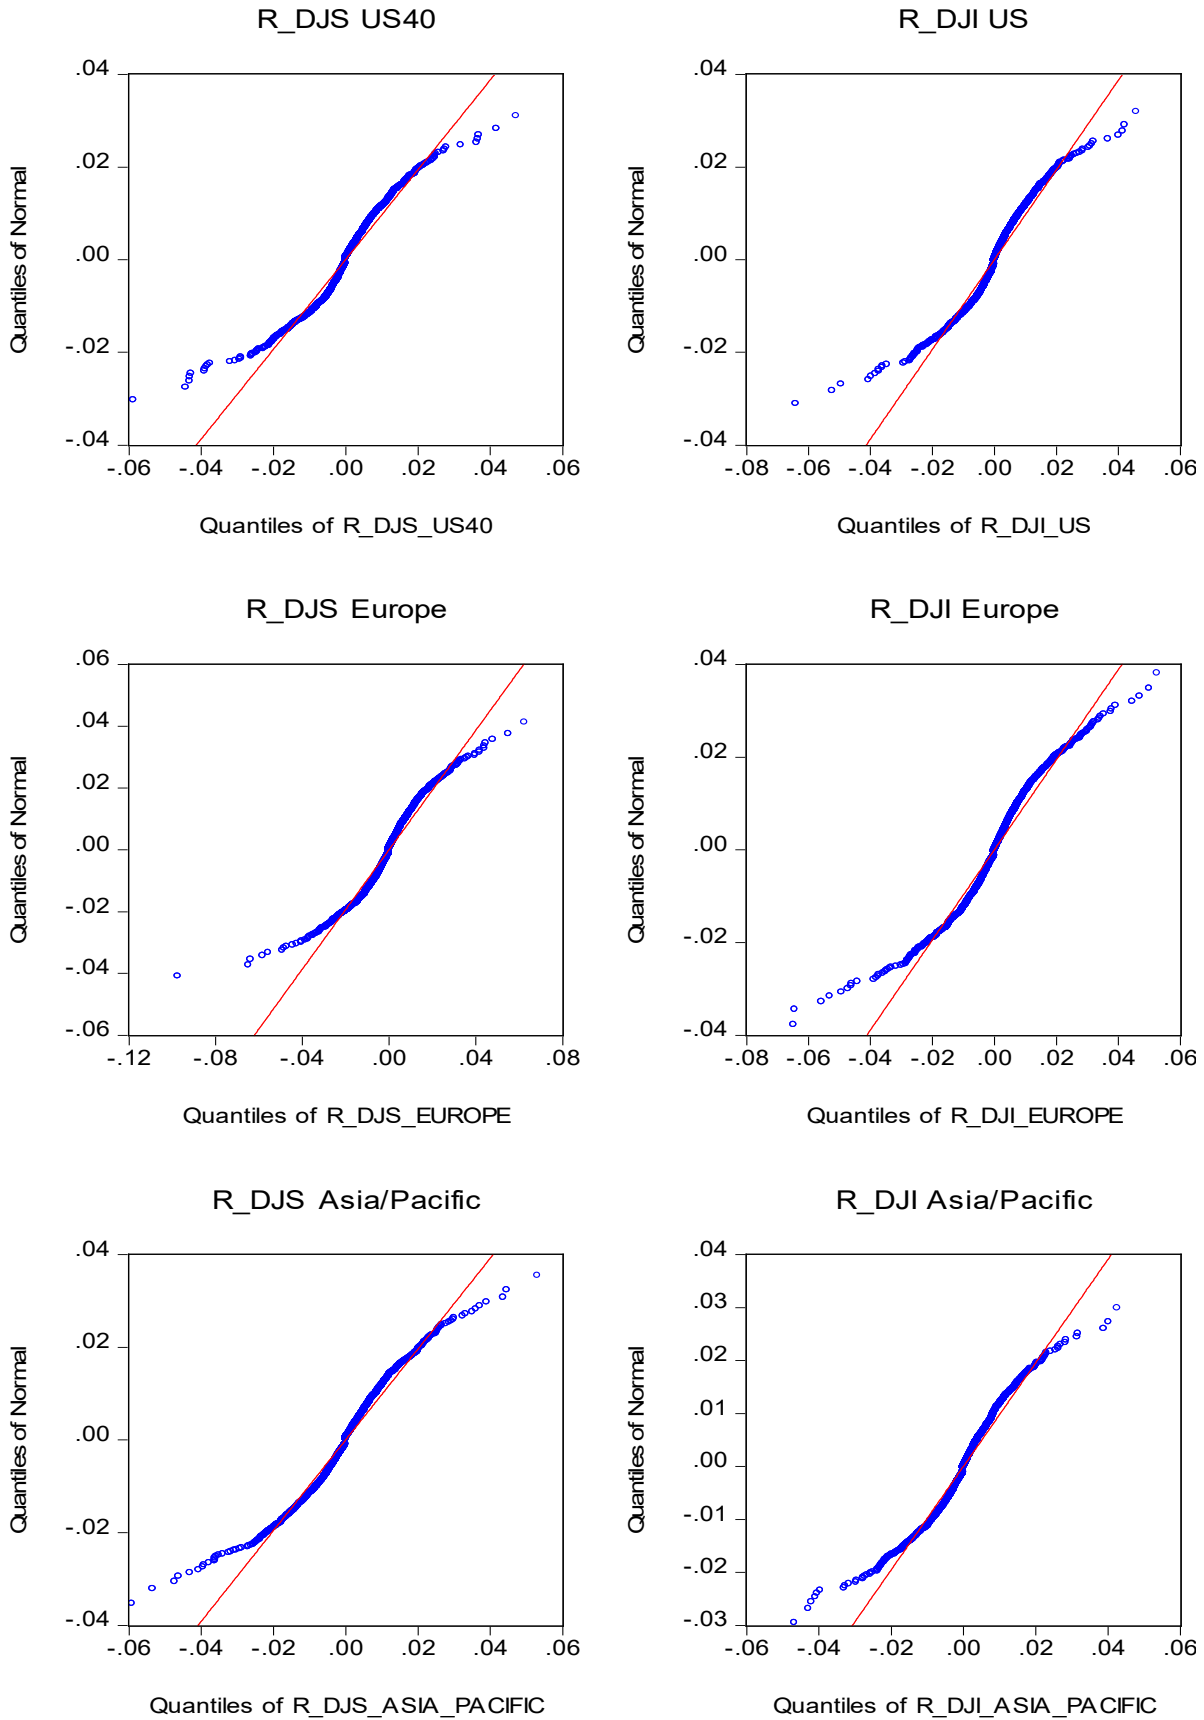 R_DJS US40
.04
.02
.00
-.02
-.04
Quantiles of Normal
-.06 -.04 -.02 .00 .02 .04 .06
Quantiles of R_DJS_US40
R_DJI US
.04
.02
.00
-.02
-.04
Quantiles of Normal
-.08 -.06 -.04 -.02 .00 .02 .04 .06
Quantiles of R_DJI_US
R_DJS Europe
.06
.04
.02
.00
-.02
-.04
-.06
Quantiles of Normal
-.12 -.08 -.04 .00 .04 .08
Quantiles of R_DJS_EUROPE
R_DJI Europe
.04
.02
.00
-.02
-.04
Quantiles of Normal
-.08 -.06 -.04 -.02 .00 .02 .04 .06
Quantiles of R_DJI_EUROPE
R_DJS Asia/Pacific
.04
.02
.00
-.02
-.04
Quantiles of Normal
-.06 -.04 -.02 .00 .02 .04 .06
Quantiles of R_DJS_ASIA_PACIFIC
R_DJI Asia/Pacific
.04
.03
.02
.01
.00
-.01
-.02
-.03
Quantiles of Normal
-.06 -.04 -.02 .00 .02 .04 .06
Quantiles of R_DJI_ASIA_PACIFIC